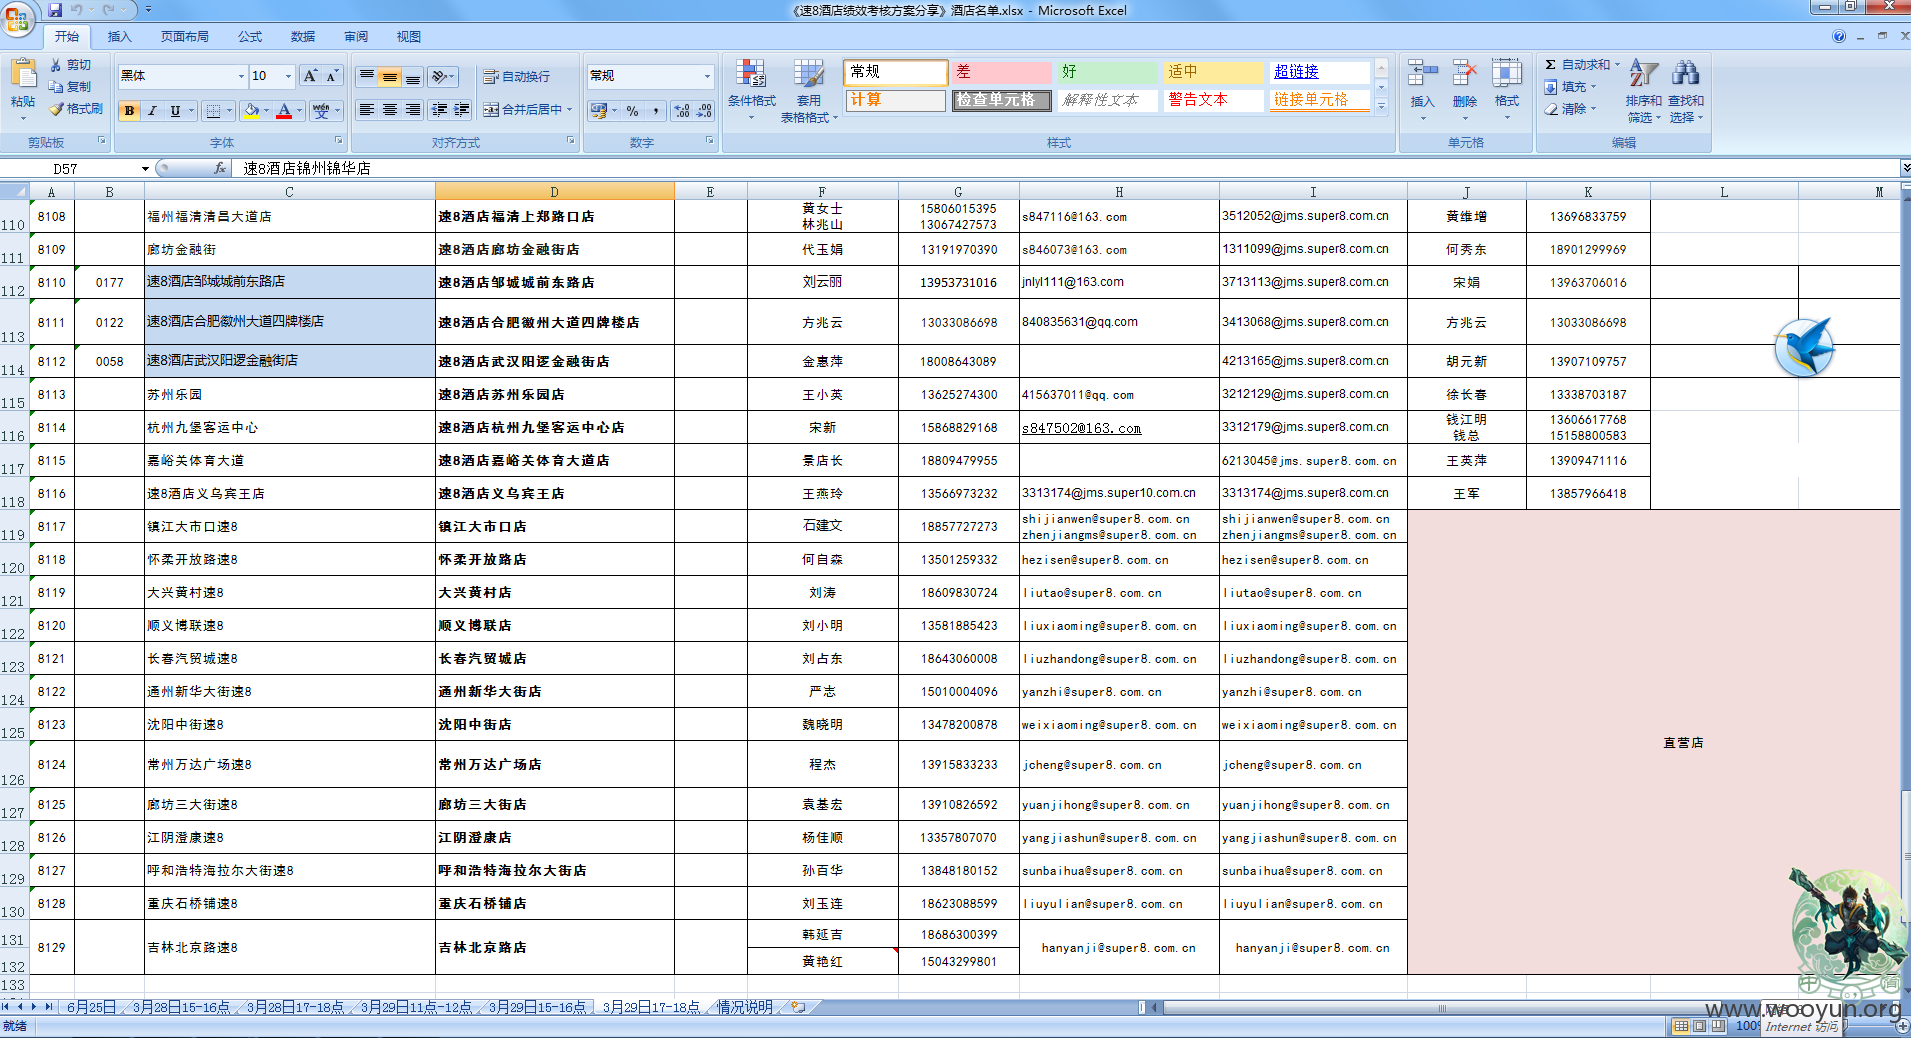 《速8酒店绩效考核方案分享》酒店名单.xlsx - Microsoft Excel
开始 插入 页面布局 公式 数据 审阅 视图
粘贴 剪切 复制 格式刷 剪贴板
黑体 10 B I U wén 字体
自动换行 合并后居中 对齐方式
常规 % , 数字
条件格式 套用表格格式 常规 差 好 适中 超链接
计算 检查单元格 解释性文本 警告文本 链接单元格 样式
插入 删除 格式 单元格
Σ 自动求和 填充 清除 排序和筛选 查找和选择 编辑
D57 fx 速8酒店锦州锦华店
A B C D E F G H I J K L M
110 8108 福州福清清昌大道店 速8酒店福清上郑路口店 黄女士 林兆山 15806015395 13067427573 s847116@163.com 3512052@jms.super8.com.cn 黄维增 13696833759
111 8109 廊坊金融街 速8酒店廊坊金融街店 代玉娟 13191970390 s846073@163.com 1311099@jms.super8.com.cn 何秀东 18901299969
112 8110 0177 速8酒店邹城城前东路店 速8酒店邹城城前东路店 刘云丽 13953731016 jnlyl111@163.com 3713113@jms.super8.com.cn 宋娟 13963706016
113 8111 0122 速8酒店合肥徽州大道四牌楼店 速8酒店合肥徽州大道四牌楼店 方兆云 13033086698 840835631@qq.com 3413068@jms.super8.com.cn 方兆云 13033086698
114 8112 0058 速8酒店武汉阳逻金融街店 速8酒店武汉阳逻金融街店 金惠萍 18008643089 4213165@jms.super8.com.cn 胡元新 13907109757
115 8113 苏州乐园 速8酒店苏州乐园店 王小英 13625274300 415637011@qq.com 3212129@jms.super8.com.cn 徐长春 13338703187
116 8114 杭州九堡客运中心 速8酒店杭州九堡客运中心店 宋新 15868829168 s847502@163.com 3312179@jms.super8.com.cn 钱江明 钱总 13606617768 15158800583
117 8115 嘉峪关体育大道 速8酒店嘉峪关体育大道店 景店长 18809479955 6213045@jms.super8.com.cn 王英萍 13909471116
118 8116 速8酒店义乌宾王店 速8酒店义乌宾王店 王燕玲 13566973232 3313174@jms.super10.com.cn 3313174@jms.super8.com.cn 王军 13857966418
119 8117 镇江大市口速8 镇江大市口店 石建文 18857727273 shijianwen@super8.com.cn zhenjiangms@super8.com.cn shijianwen@super8.com.cn zhenjiangms@super8.com.cn
120 8118 怀柔开放路速8 怀柔开放路店 何自森 13501259332 hezisen@super8.com.cn hezisen@super8.com.cn
121 8119 大兴黄村速8 大兴黄村店 刘涛 18609830724 liutao@super8.com.cn liutao@super8.com.cn
122 8120 顺义博联速8 顺义博联店 刘小明 13581885423 liuxiaoming@super8.com.cn liuxiaoming@super8.com.cn
123 8121 长春汽贸城速8 长春汽贸城店 刘占东 18643060008 liuzhandong@super8.com.cn liuzhandong@super8.com.cn
124 8122 通州新华大街速8 通州新华大街店 严志 15010004096 yanzhi@super8.com.cn yanzhi@super8.com.cn
125 8123 沈阳中街速8 沈阳中街店 魏晓明 13478200878 weixiaoming@super8.com.cn weixiaoming@super8.com.cn
直营店
126 8124 常州万达广场速8 常州万达广场店 程杰 13915833233 jcheng@super8.com.cn jcheng@super8.com.cn
127 8125 廊坊三大街速8 廊坊三大街店 袁基宏 13910826592 yuanjihong@super8.com.cn yuanjihong@super8.com.cn
128 8126 江阴澄康速8 江阴澄康店 杨佳顺 13357807070 yangjiashun@super8.com.cn yangjiashun@super8.com.cn
129 8127 呼和浩特海拉尔大街速8 呼和浩特海拉尔大街店 孙百华 13848180152 sunbaihua@super8.com.cn sunbaihua@super8.com.cn
130 8128 重庆石桥铺速8 重庆石桥铺店 刘玉连 18623088599 liuyulian@super8.com.cn liuyulian@super8.com.cn
131 8129 吉林北京路速8 吉林北京路店 韩延吉 18686300399 hanyanji@super8.com.cn hanyanji@super8.com.cn
132 黄艳红 15043299801
133
6月25日 3月28日15-16点 3月28日17-18点 3月29日11点-12点 3月29日15-16点 3月29日17-18点 情况说明
www.wooyun.org
就绪 100% Internet 访问